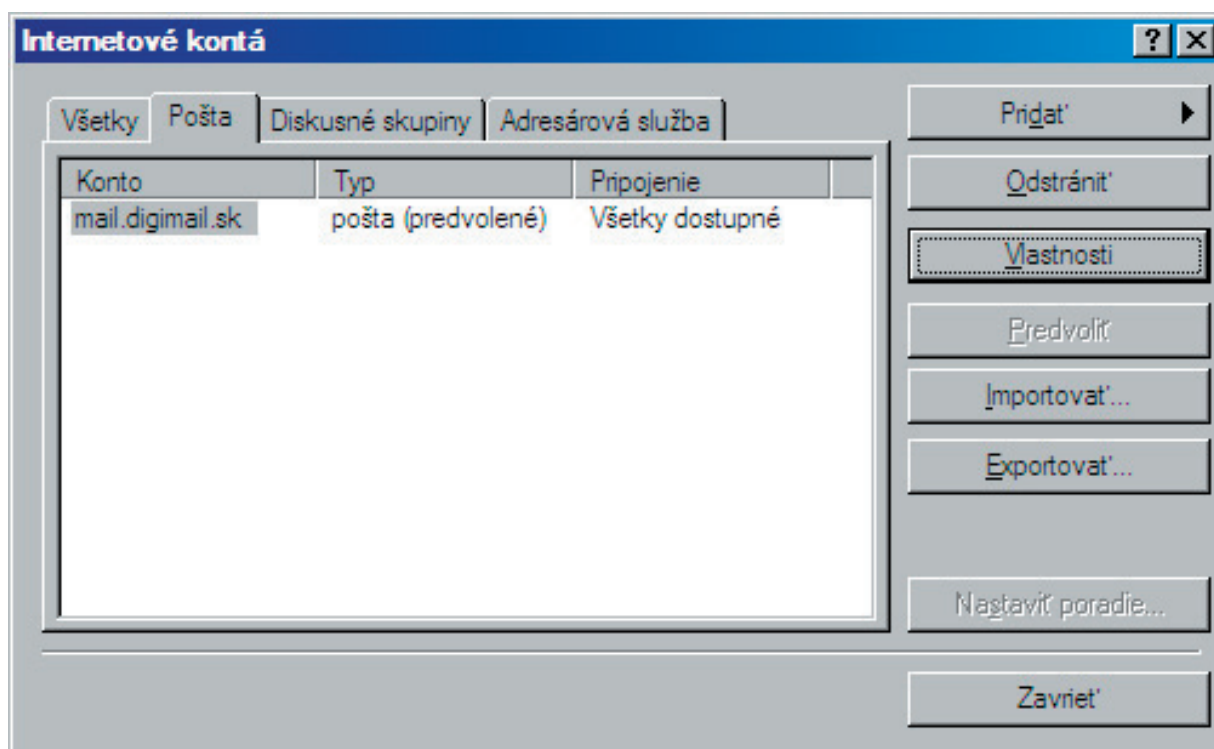 Internetové kontá
Všetky Pošta Diskusné skupiny Adresárová služba
Konto Typ Pripojenie
mail.digimail.sk pošta (predvolené) Všetky dostupné
Pridať
Odstrániť
Vlastnosti
Predvoliť
Importovať...
Exportovať...
Nastaviť poradie...
Zavrieť